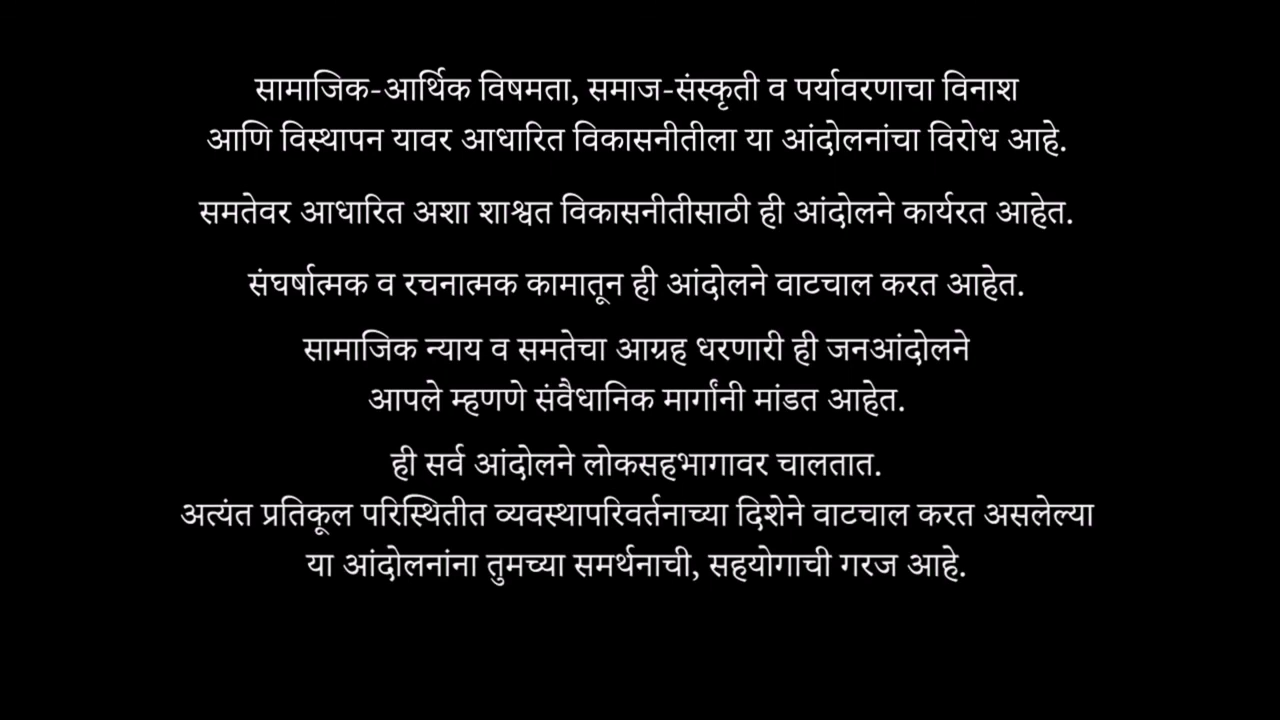 सामाजिक-आर्थिक विषमता, समाज-संस्कृती व पर्यावरणाचा विनाश
आणि विस्थापन यावर आधारित विकासनीतीला या आंदोलनांचा विरोध आहे.
समतेवर आधारित अशा शाश्वत विकासनीतीसाठी ही आंदोलने कार्यरत आहेत.
संघर्षात्मक व रचनात्मक कामातून ही आंदोलने वाटचाल करत आहेत.
सामाजिक न्याय व समतेचा आग्रह धरणारी ही जनआंदोलने
आपले म्हणणे संवैधानिक मार्गांनी मांडत आहेत.
ही सर्व आंदोलने लोकसहभागावर चालतात.
अत्यंत प्रतिकूल परिस्थितीत व्यवस्थापरिवर्तनाच्या दिशेने वाटचाल करत असलेल्या
या आंदोलनांना तुमच्या समर्थनाची, सहयोगाची गरज आहे.